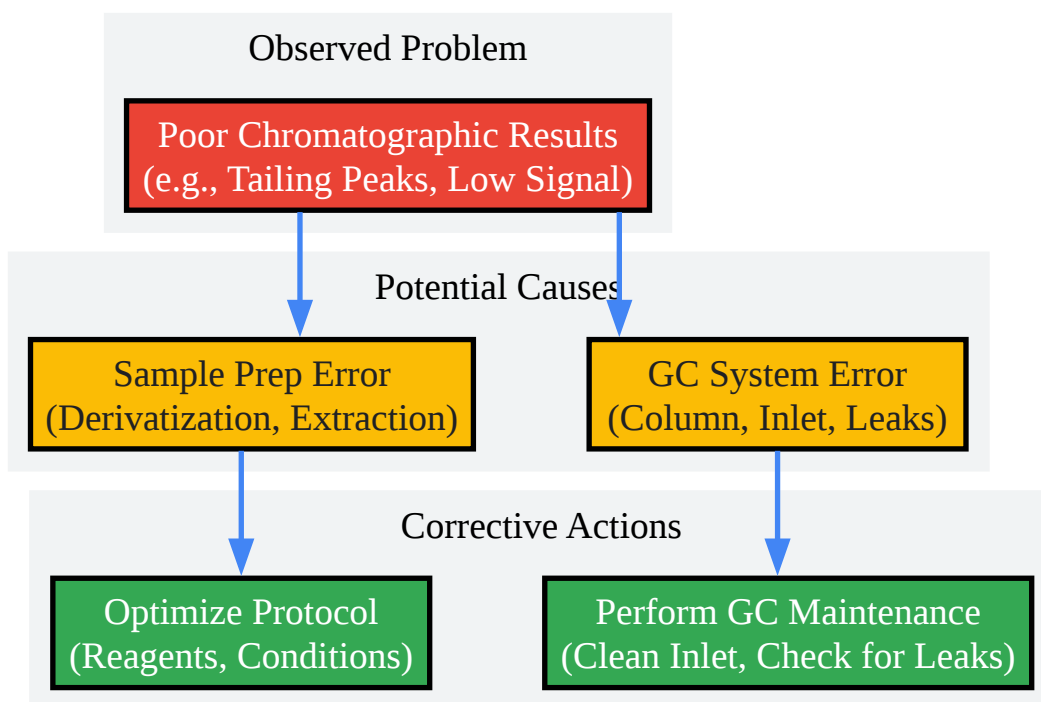 Observed Problem
Poor Chromatographic Results
(e.g., Tailing Peaks, Low Signal)
Potential Causes
Sample Prep Error
(Derivatization, Extraction)
GC System Error
(Column, Inlet, Leaks)
Corrective Actions
Optimize Protocol
(Reagents, Conditions)
Perform GC Maintenance
(Clean Inlet, Check for Leaks)